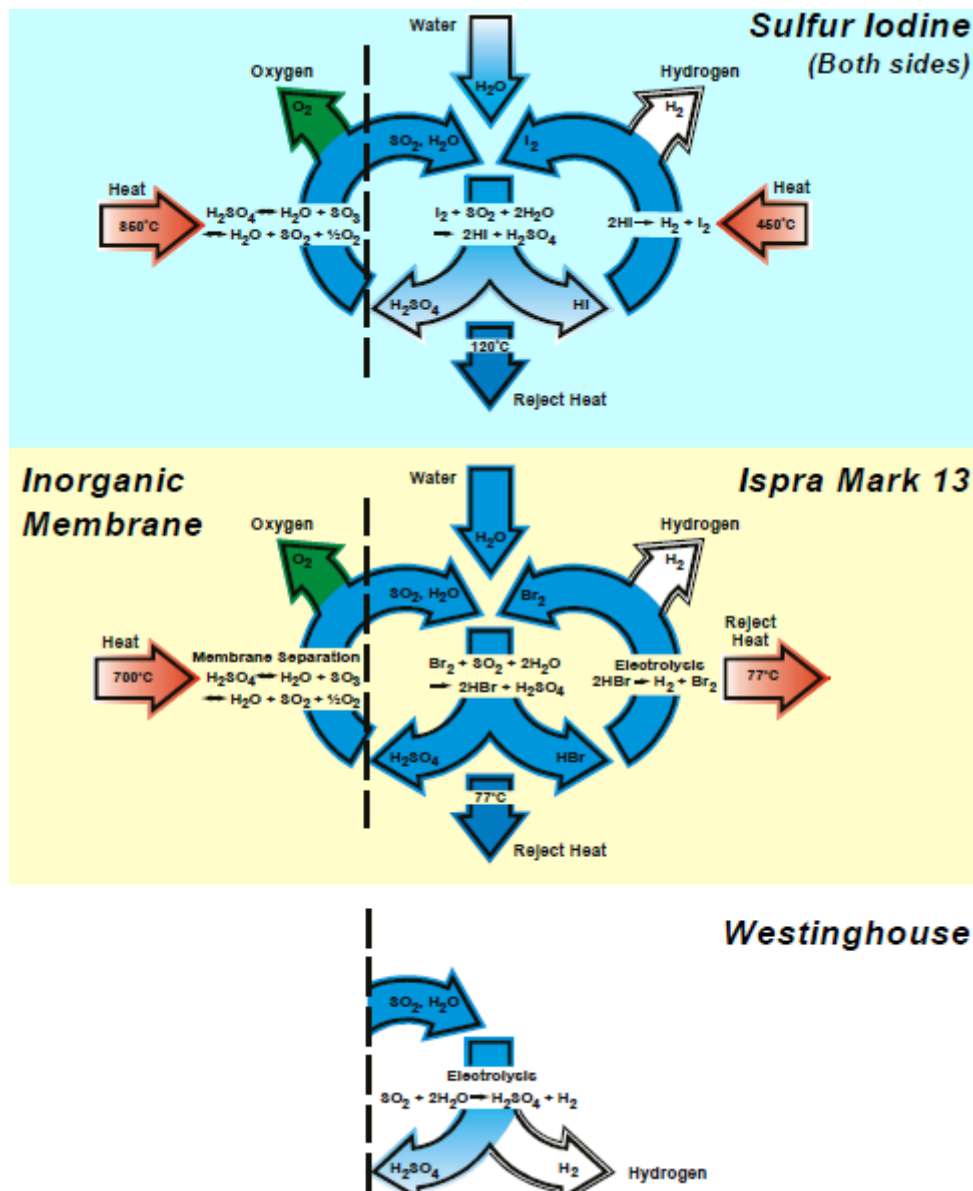 Sulfur Iodine
(Both sides)
Water
H₂O
Oxygen
O₂
Hydrogen
H₂
SO₂, H₂O
I₂
Heat
850°C
H₂SO₄ ↔ H₂O + SO₃
↔ H₂O + SO₂ + ½O₂
I₂ + SO₂ + 2H₂O
→ 2HI + H₂SO₄
2HI → H₂ + I₂
Heat
450°C
H₂SO₄
HI
120°C
Reject Heat
Inorganic
Membrane
Ispra Mark 13
Water
H₂O
Oxygen
O₂
Hydrogen
H₂
SO₂, H₂O
Br₂
Heat
700°C
Membrane Separation
H₂SO₄ ↔ H₂O + SO₃
↔ H₂O + SO₂ + ½O₂
Br₂ + SO₂ + 2H₂O
→ 2HBr + H₂SO₄
Electrolysis
2HBr → H₂ + Br₂
Reject
Heat
77°C
H₂SO₄
HBr
77°C
Reject Heat
Westinghouse
SO₂, H₂O
Electrolysis
SO₂ + 2H₂O → H₂SO₄ + H₂
H₂SO₄
H₂
Hydrogen